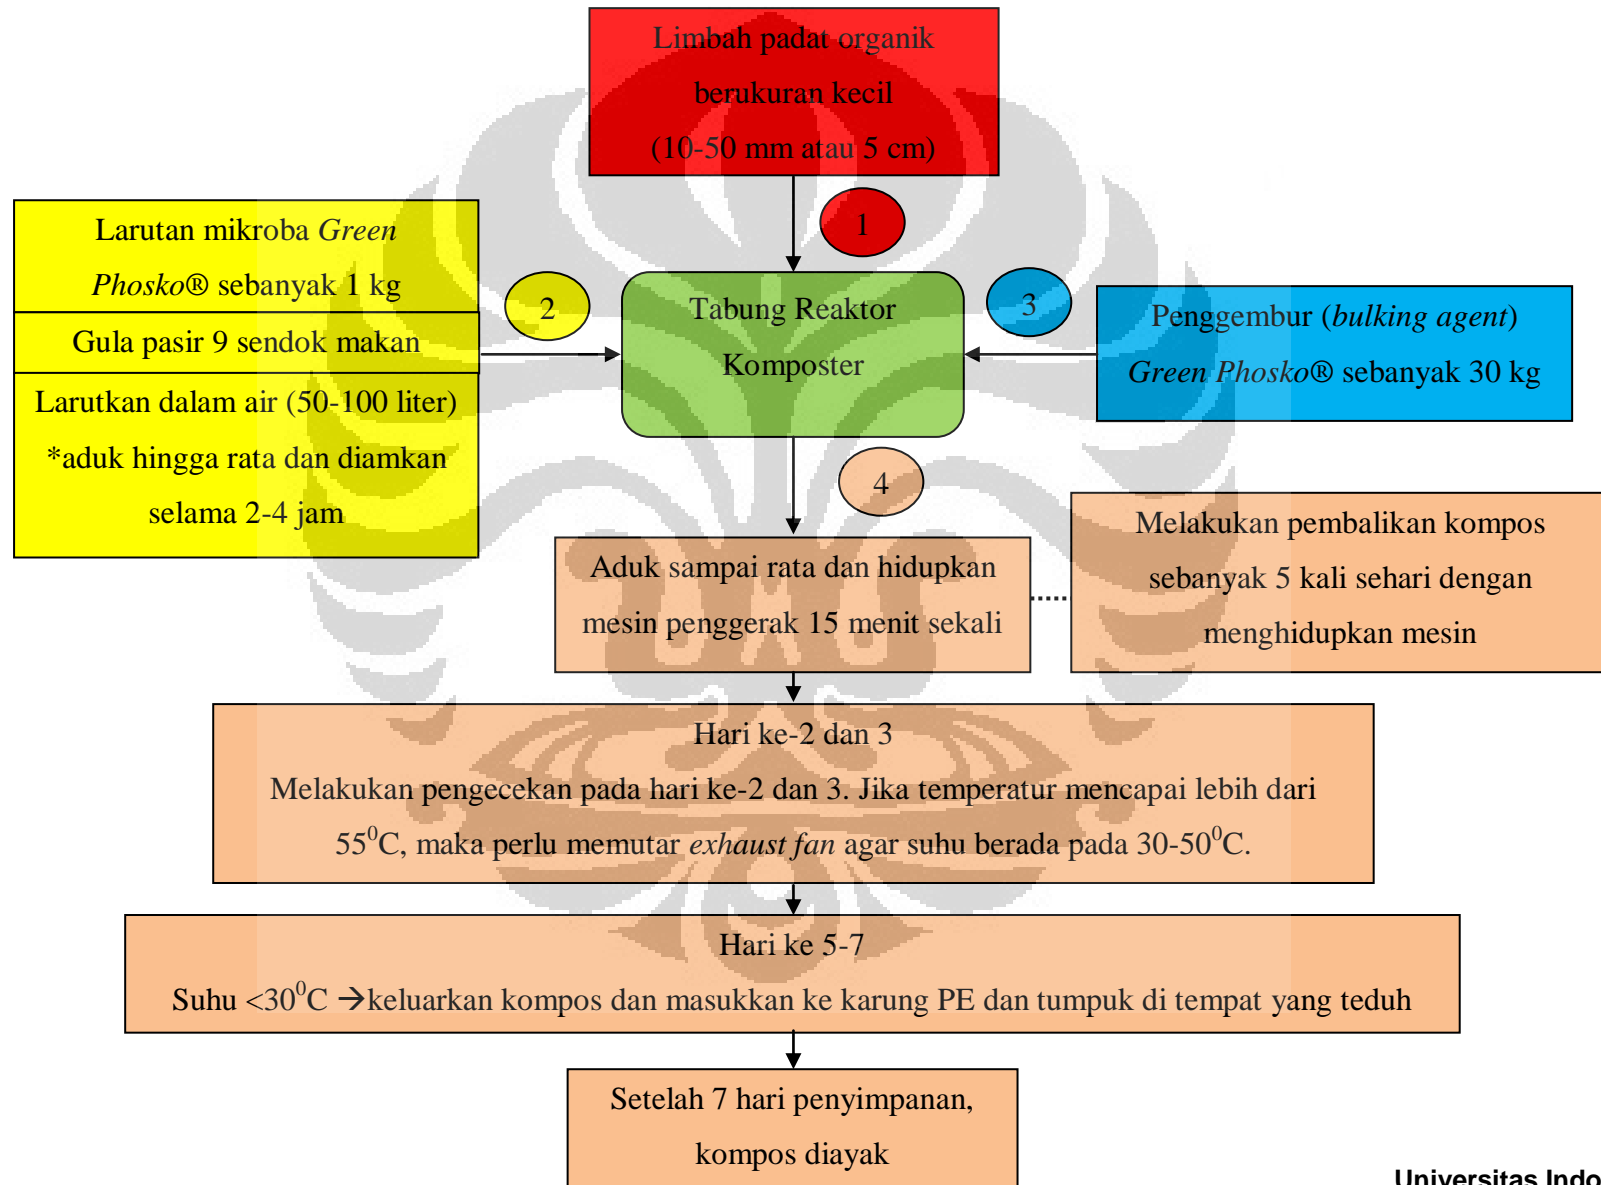 Limbah padat organik
berukuran kecil
(10-50 mm atau 5 cm)
1
Larutan mikroba Green
Phosko® sebanyak 1 kg
Gula pasir 9 sendok makan
Larutkan dalam air (50-100 liter)
*aduk hingga rata dan diamkan
selama 2-4 jam
2
Tabung Reaktor
Komposter
3
Penggembur (bulking agent)
Green Phosko® sebanyak 30 kg
4
Aduk sampai rata dan hidupkan
mesin penggerak 15 menit sekali
Melakukan pembalikan kompos
sebanyak 5 kali sehari dengan
menghidupkan mesin
Hari ke-2 dan 3
Melakukan pengecekan pada hari ke-2 dan 3. Jika temperatur mencapai lebih dari
55⁰C, maka perlu memutar exhaust fan agar suhu berada pada 30-50⁰C.
Hari ke 5-7
Suhu <30⁰C →keluarkan kompos dan masukkan ke karung PE dan tumpuk di tempat yang teduh
Setelah 7 hari penyimpanan,
kompos diayak
Universitas Indo